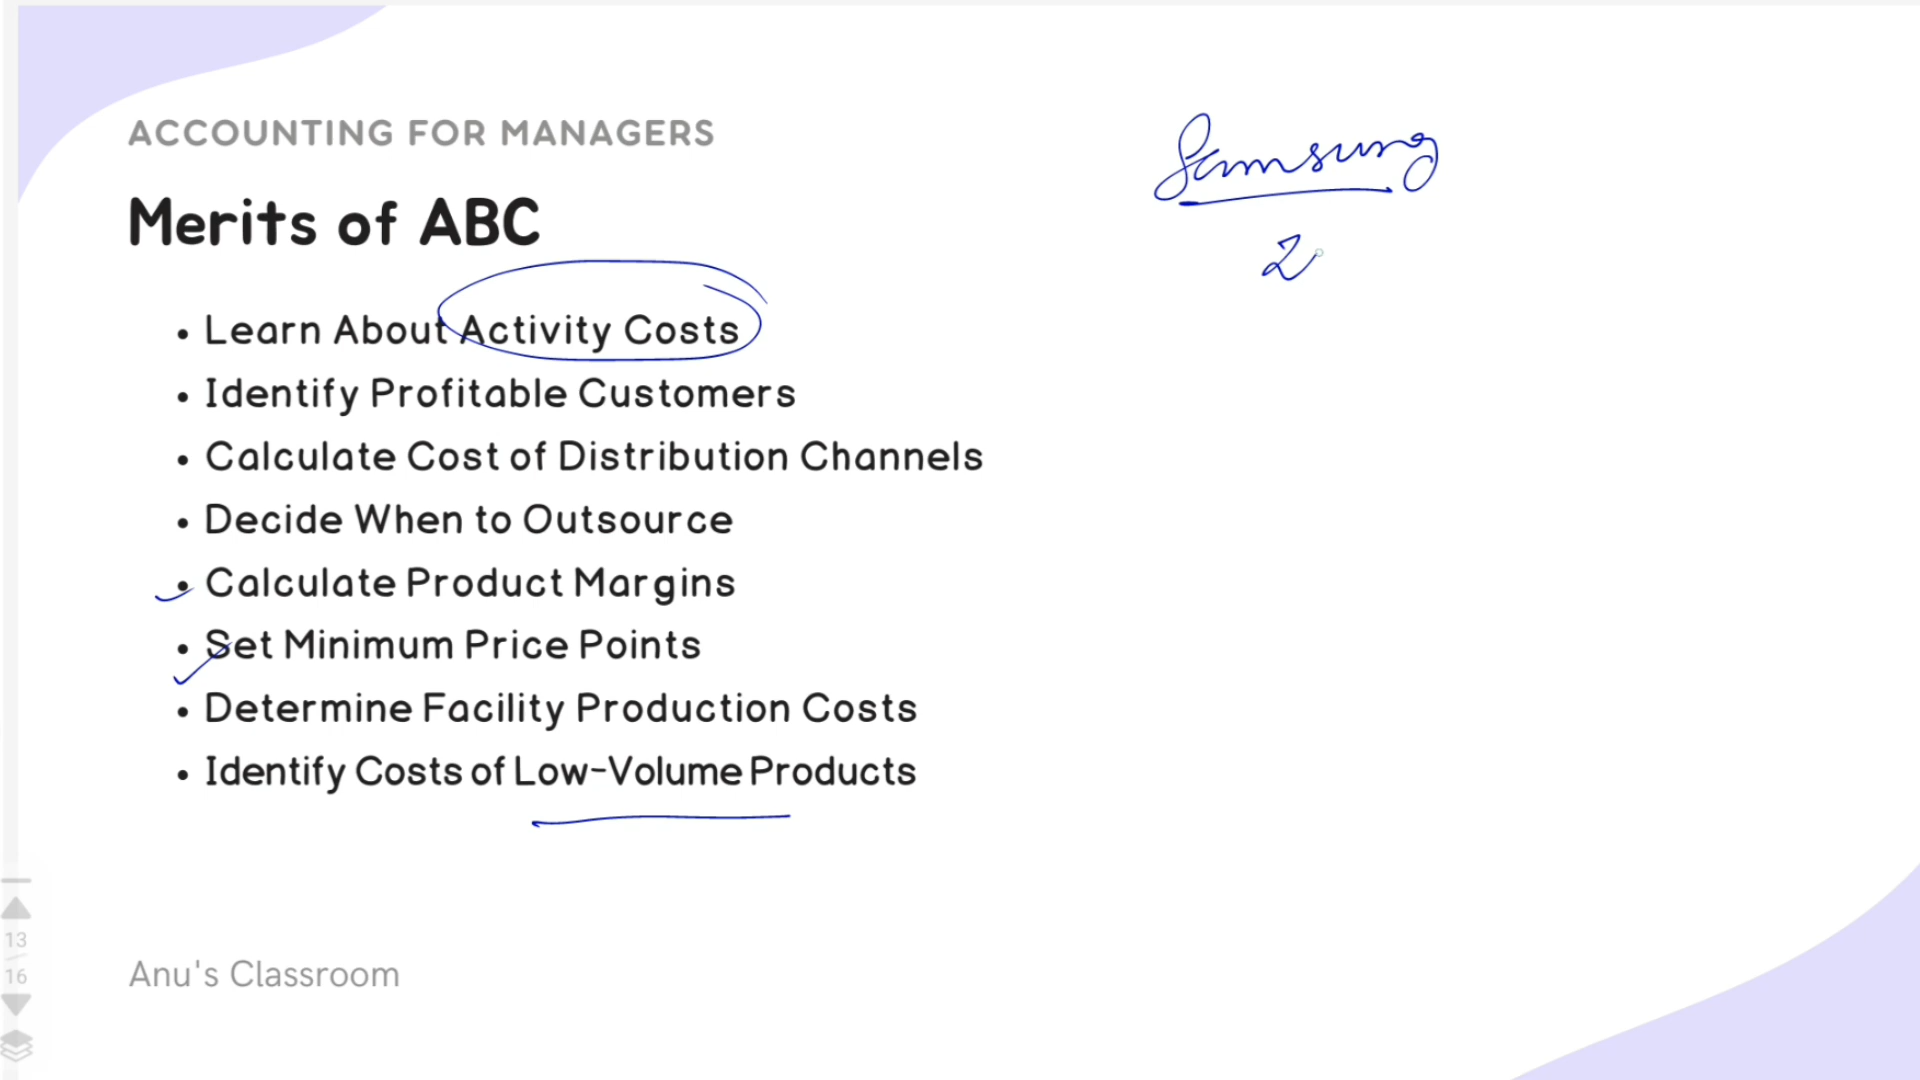 ACCOUNTING FOR MANAGERS
Merits of ABC
• Learn About Activity Costs
• Identify Profitable Customers
• Calculate Cost of Distribution Channels
• Decide When to Outsource
• Calculate Product Margins
• Set Minimum Price Points
• Determine Facility Production Costs
• Identify Costs of Low-Volume Products
Samsung
2
13
16
Anu's Classroom